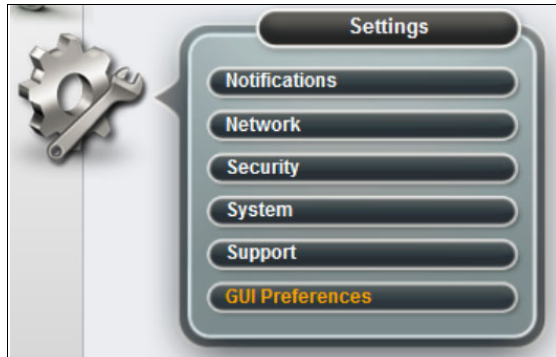 Settings
Notifications
Network
Security
System
Support
GUI Preferences